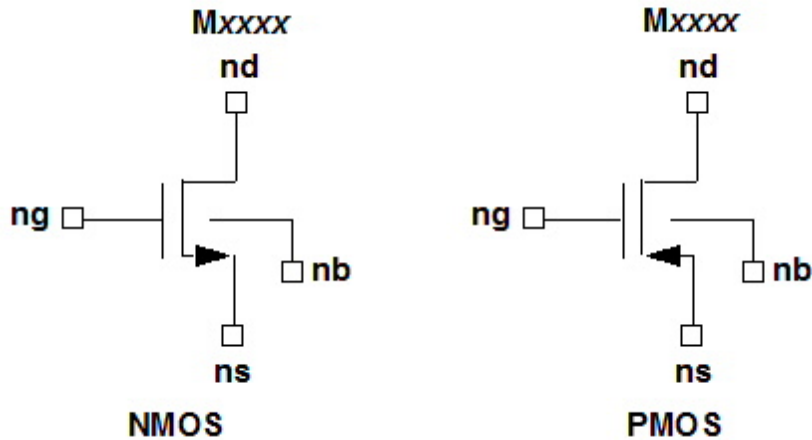 Mxxxx Mxxxx
nd nd
ng ng
nb nb
ns ns
NMOS PMOS